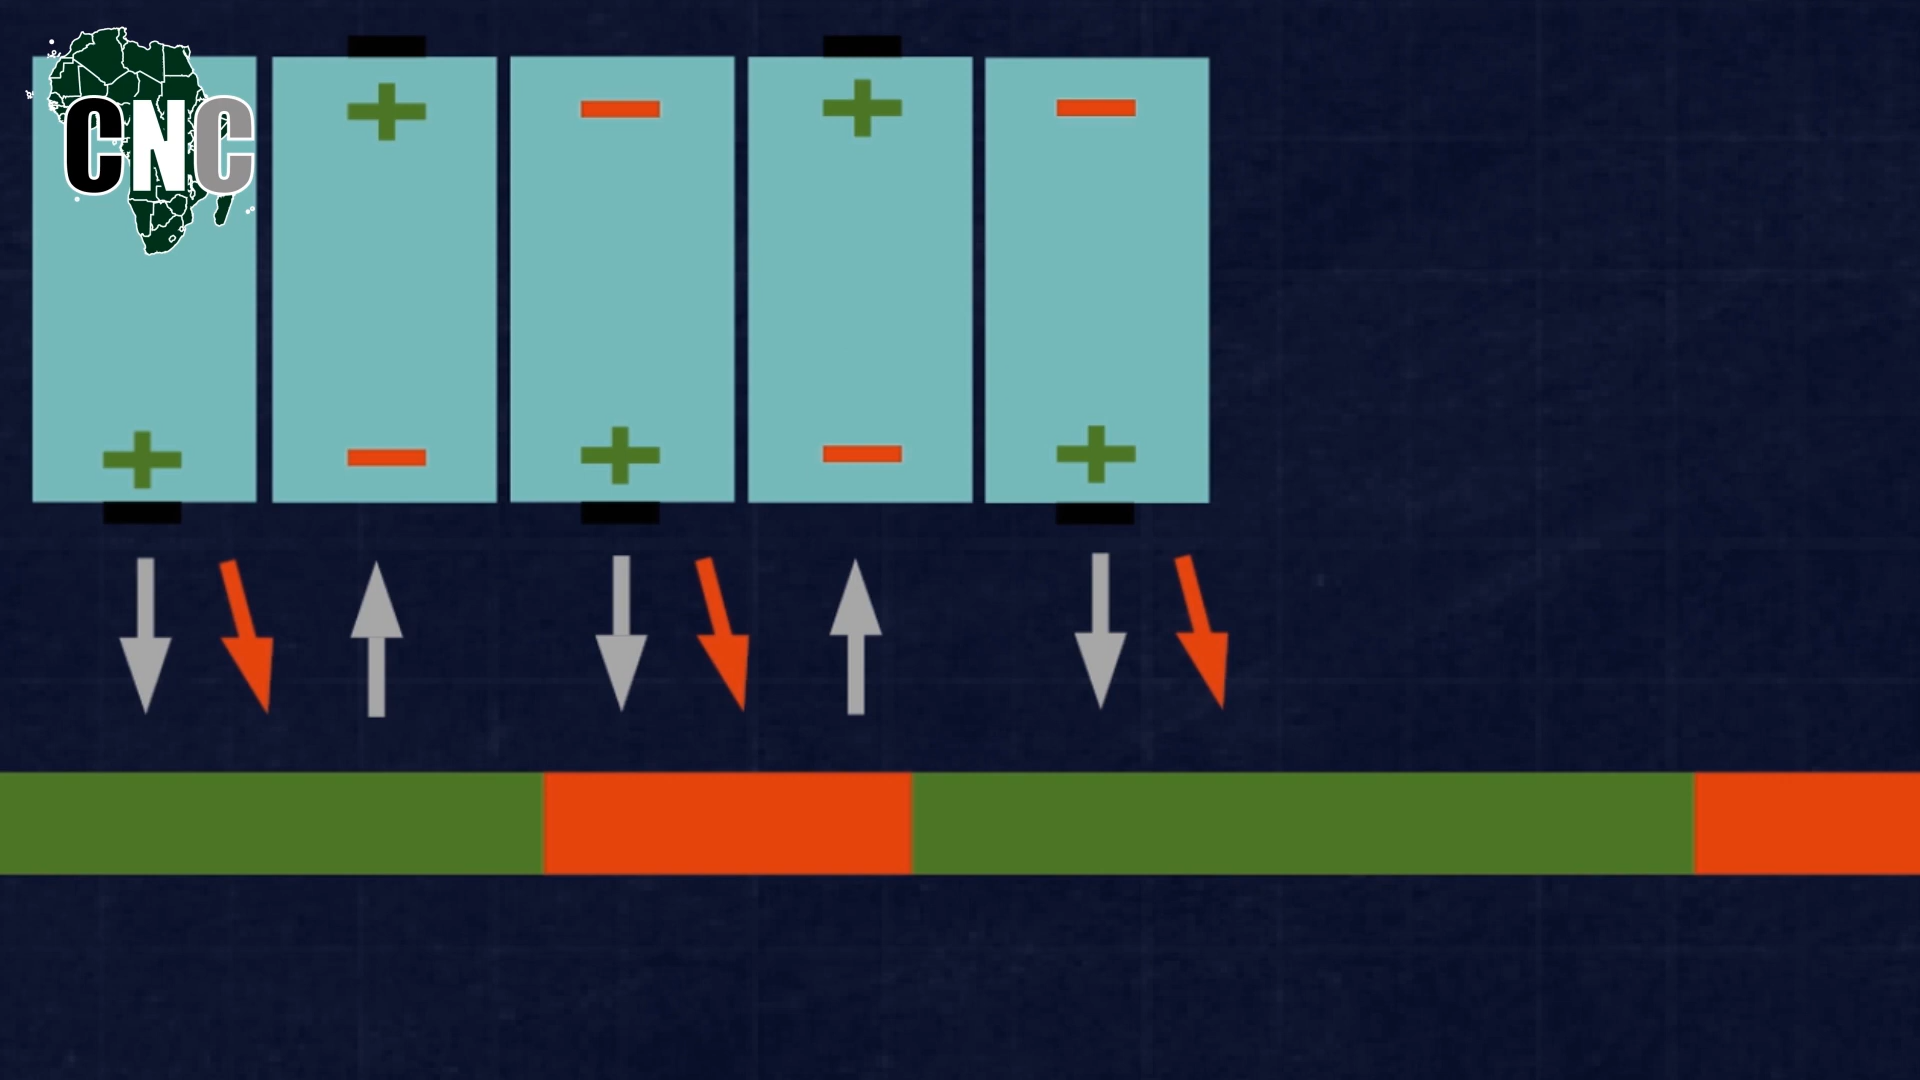 CNC
+ - + -
+ - + - +